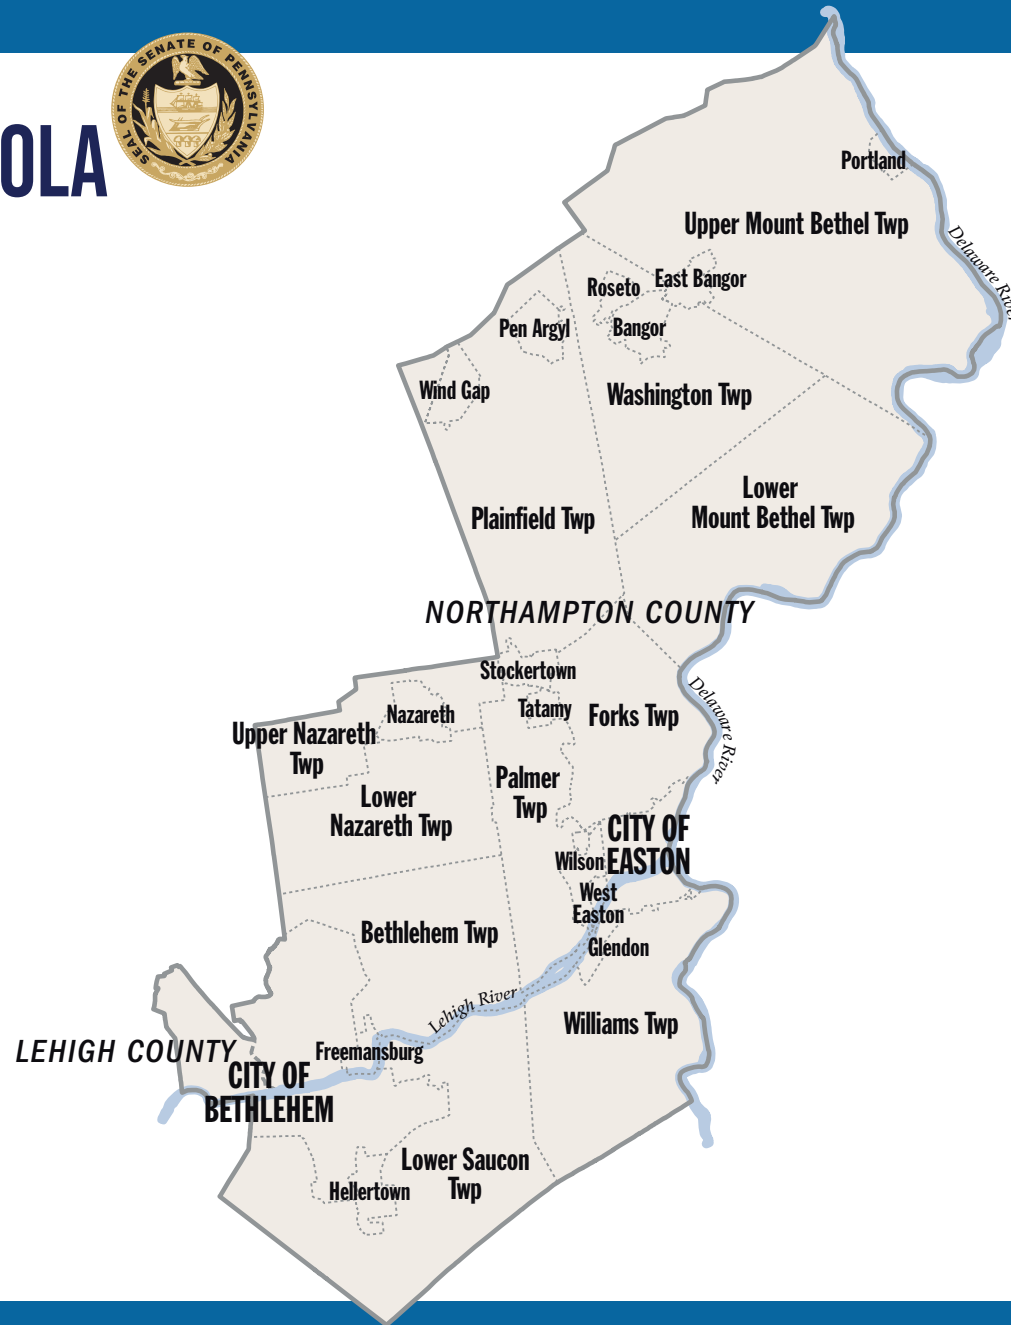 SEAL OF THE SENATE OF PENNSYLVANIA
OLA
Portland
Upper Mount Bethel Twp
Delaware River
East Bangor
Roseto
Pen Argyl
Bangor
Wind Gap
Washington Twp
Lower
Mount Bethel Twp
Plainfield Twp
NORTHAMPTON COUNTY
Stockertown
Delaware River
Tatamy
Nazareth
Forks Twp
Upper Nazareth
Twp
Palmer
Twp
Lower
Nazareth Twp
CITY OF
EASTON
Wilson
West
Easton
Bethlehem Twp
Glendon
Lehigh River
Williams Twp
LEHIGH COUNTY
Freemansburg
CITY OF
BETHLEHEM
Lower Saucon
Twp
Hellertown